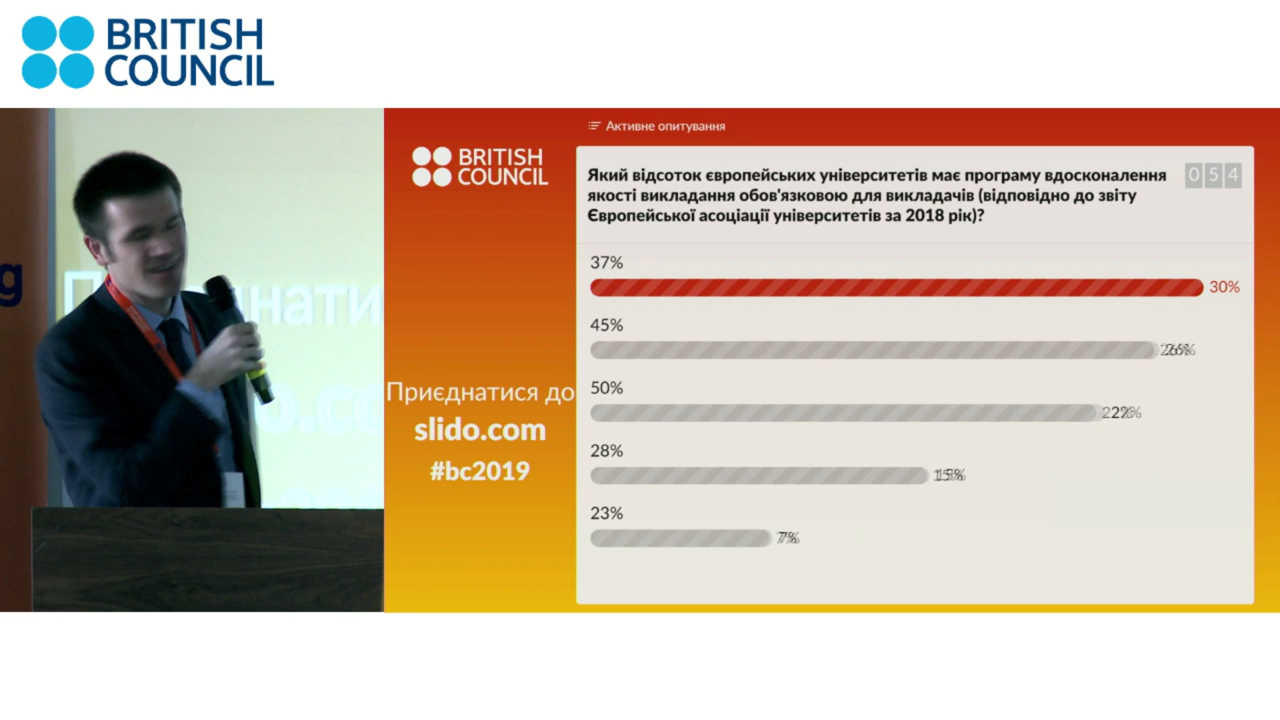 BRITISH
COUNCIL
Активне опитування
BRITISH
COUNCIL
Який відсоток європейських університетів має програму вдосконалення
якості викладання обов'язковою для викладачів (відповідно до звіту
Європейської асоціації університетів за 2018 рік)?
054
37%
30%
45%
50%
28%
23%
7%
Приєднатися до
slido.com
#bc2019